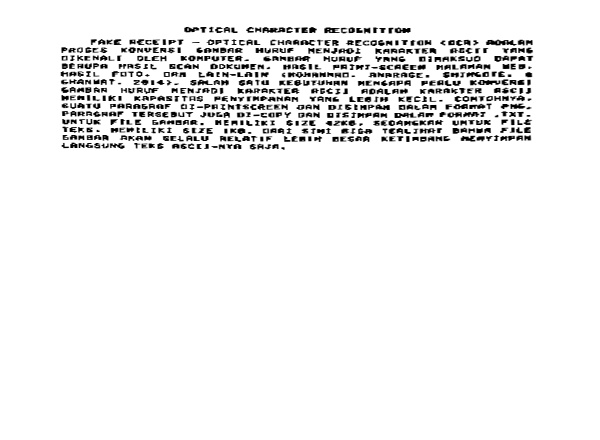 OPTICAL CHARACTER RECOGNITION
FAKE RECEIPT - OPTICAL CHARACTER RECOGNITION (OCR) ADALAH
PROSES KONVERSI GAMBAR HURUF MENJADI KARAKTER ASCII YANG
DIKENALI OLEH KOMPUTER. GAMBAR HURUF YANG DIMAKSUD DAPAT
BERUPA HASIL SCAN DOKUMEN, HASIL PRINT-SCREEN HALAMAN WEB,
HASIL FOTO, DAN LAIN-LAIN (MOHAMMAD, ANARASE, SHINGOTE, &
GHANWAT, 2014). SALAH SATU KEBUTUHAN MENGAPA PERLU KONVERSI
GAMBAR HURUF MENJADI KARAKTER ASCII ADALAH KARAKTER ASCII
MEMILIKI KAPASITAS PENYIMPANAN YANG LEBIH KECIL. CONTOHNYA,
SUATU PARAGRAF DI-PRINTSCREEN DAN DISIMPAN DALAM FORMAT PNG.
PARAGRAF TERSEBUT JUGA DI-COPY DAN DISIMPAN DALAM FORMAT .TXT.
UNTUK FILE GAMBAR, MEMILIKI SIZE 42KB, SEDANGKAN UNTUK FILE
TEKS, MEMILIKI SIZE 1KB. DARI SINI BISA TERLIHAT BAHWA FILE
GAMBAR AKAN SELALU RELATIF LEBIH BESAR KETIMBANG MENYIMPAN
LANGSUNG TEKS ASCII-NYA SAJA.